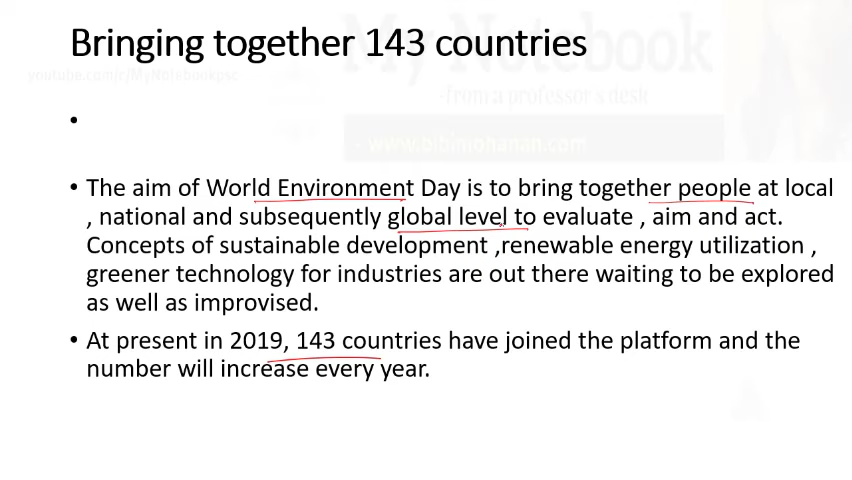 Bringing together 143 countries
My Notebook
youtube.com/c/MyNotebookpsc
-from a professor's desk
- www.bibimohanan.com
•
• The aim of World Environment Day is to bring together people at local
, national and subsequently global level to evaluate , aim and act.
Concepts of sustainable development ,renewable energy utilization ,
greener technology for industries are out there waiting to be explored
as well as improvised.
• At present in 2019, 143 countries have joined the platform and the
number will increase every year.